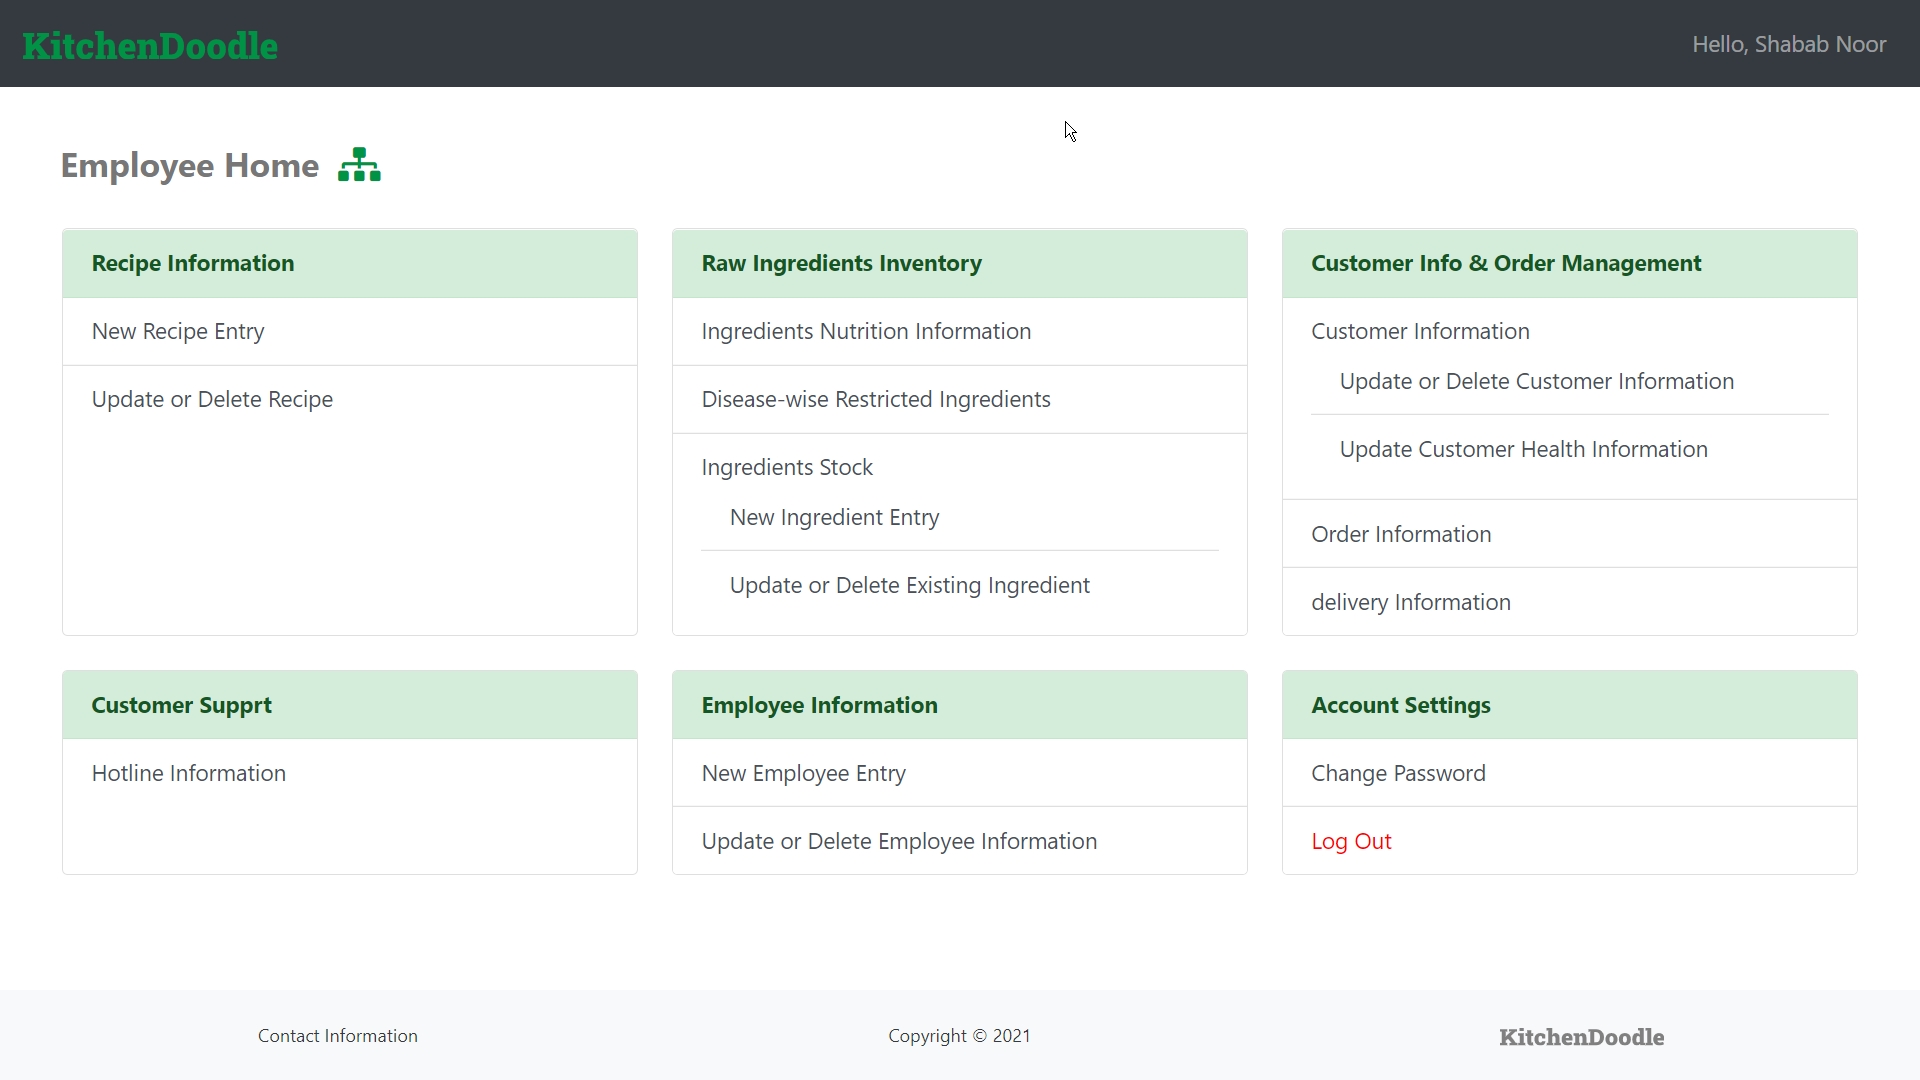 KitchenDoodle
Hello, Shabab Noor
Employee Home
Recipe Information
New Recipe Entry
Update or Delete Recipe
Raw Ingredients Inventory
Ingredients Nutrition Information
Disease-wise Restricted Ingredients
Ingredients Stock
New Ingredient Entry
Update or Delete Existing Ingredient
Customer Info & Order Management
Customer Information
Update or Delete Customer Information
Update Customer Health Information
Order Information
delivery Information
Customer Supprt
Hotline Information
Employee Information
New Employee Entry
Update or Delete Employee Information
Account Settings
Change Password
Log Out
Contact Information
Copyright © 2021
KitchenDoodle